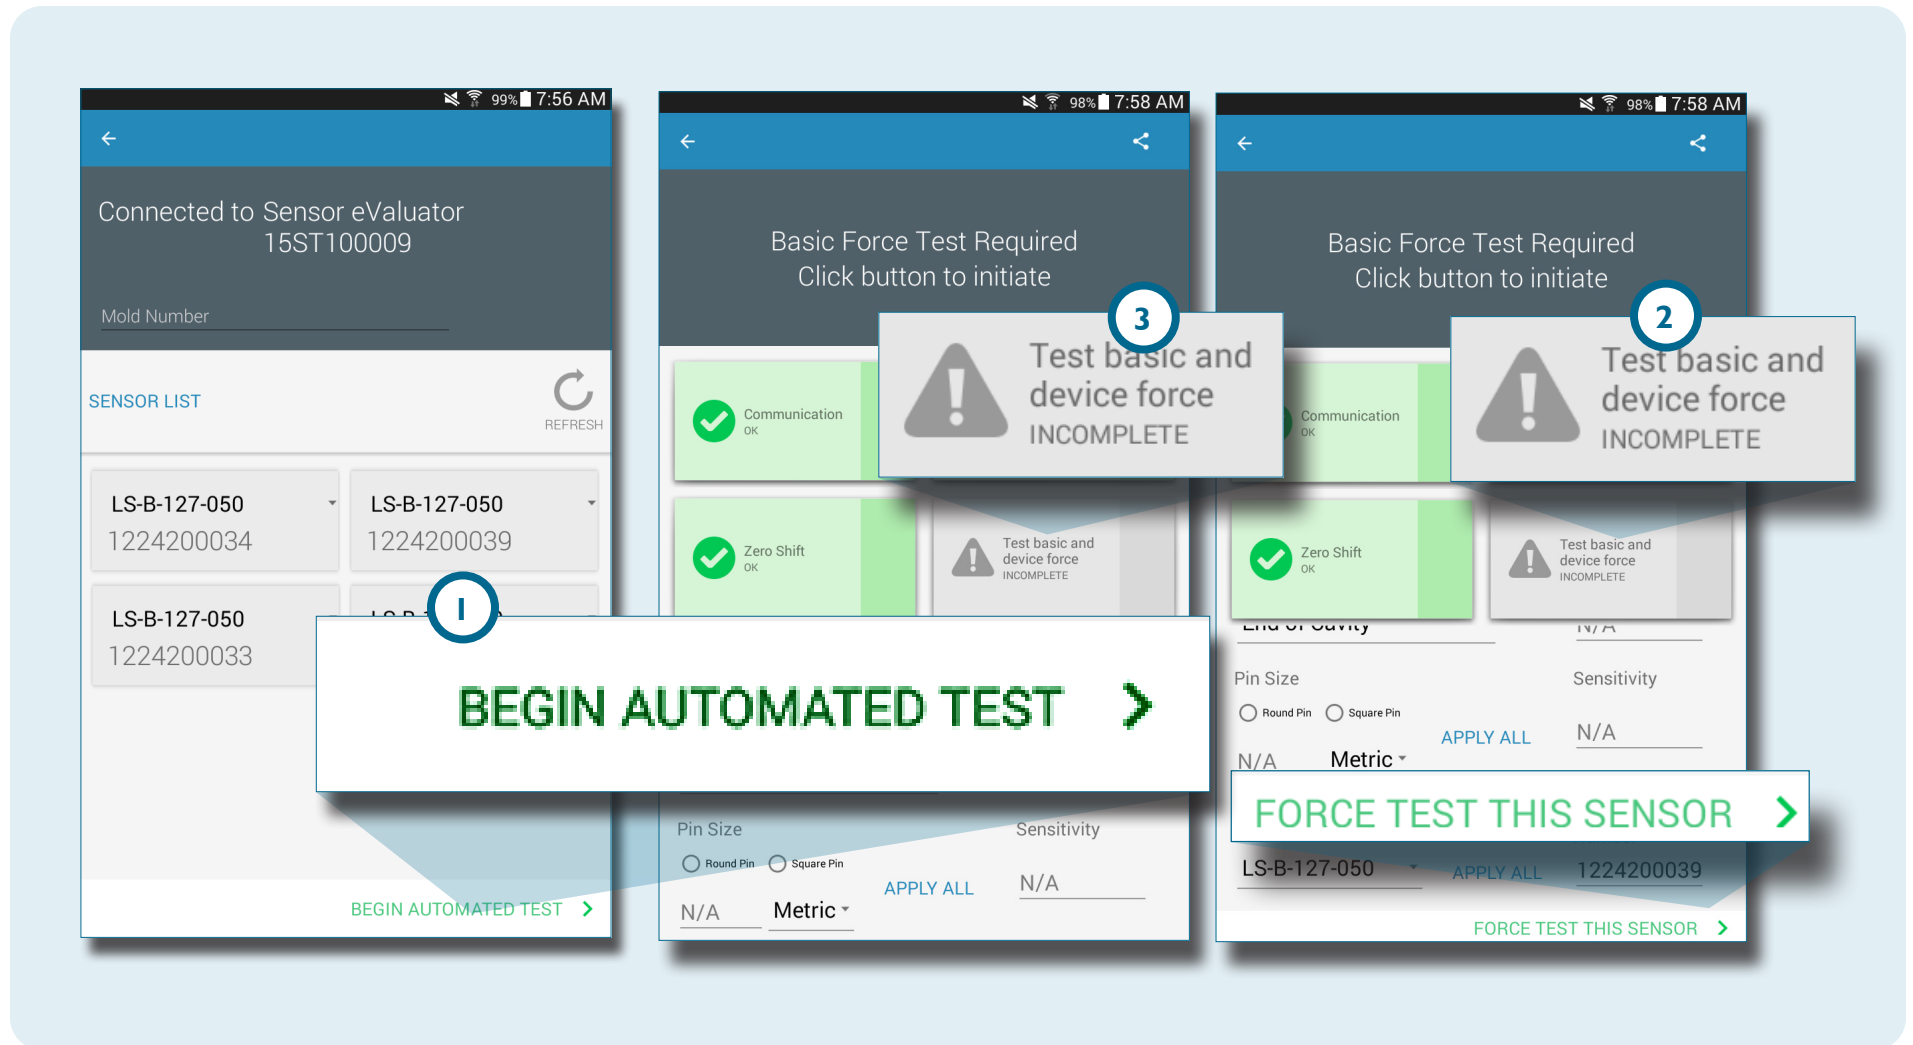 99% 7:56 AM
Connected to Sensor eValuator
15ST100009
Mold Number
SENSOR LIST
REFRESH
LS-B-127-050
1224200034
LS-B-127-050
1224200039
LS-B-127-050
1224200033
1
BEGIN AUTOMATED TEST
BEGIN AUTOMATED TEST
98% 7:58 AM
Basic Force Test Required
Click button to initiate
3
Test basic and
device force
INCOMPLETE
Communication
OK
Zero Shift
OK
Test basic and
device force
INCOMPLETE
Pin Size
Sensitivity
Round Pin
Square Pin
APPLY ALL
N/A
N/A
Metric
98% 7:58 AM
Basic Force Test Required
Click button to initiate
2
Test basic and
device force
INCOMPLETE
Communication
OK
Zero Shift
OK
Test basic and
device force
INCOMPLETE
End of Cavity
N/A
Pin Size
Sensitivity
Round Pin
Square Pin
APPLY ALL
N/A
N/A
Metric
FORCE TEST THIS SENSOR
LS-B-127-050
APPLY ALL
1224200039
FORCE TEST THIS SENSOR